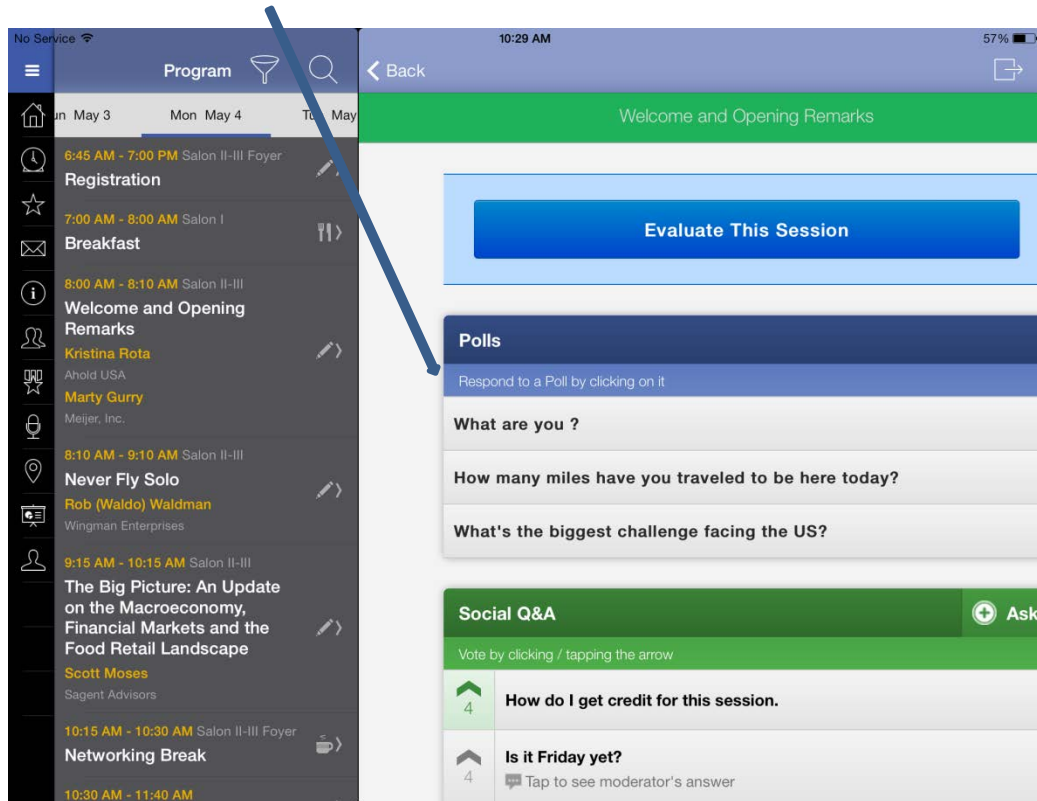 No Service
10:29 AM
57%
Program
Back
un May 3
Mon May 4
Tue May
Welcome and Opening Remarks
6:45 AM - 7:00 PM Salon II-III Foyer
Registration
7:00 AM - 8:00 AM Salon I
Breakfast
8:00 AM - 8:10 AM Salon II-III
Welcome and Opening
Remarks
Kristina Rota
Ahold USA
Marty Gurry
Meijer, Inc.
8:10 AM - 9:10 AM Salon II-III
Never Fly Solo
Rob (Waldo) Waldman
Wingman Enterprises
9:15 AM - 10:15 AM Salon II-III
The Big Picture: An Update
on the Macroeconomy,
Financial Markets and the
Food Retail Landscape
Scott Moses
Sagent Advisors
10:15 AM - 10:30 AM Salon II-III Foyer
Networking Break
10:30 AM - 11:40 AM
Evaluate This Session
Polls
Respond to a Poll by clicking on it
What are you ?
How many miles have you traveled to be here today?
What's the biggest challenge facing the US?
Social Q&A
Ask
Vote by clicking / tapping the arrow
4
How do I get credit for this session.
4
Is it Friday yet?
Tap to see moderator's answer